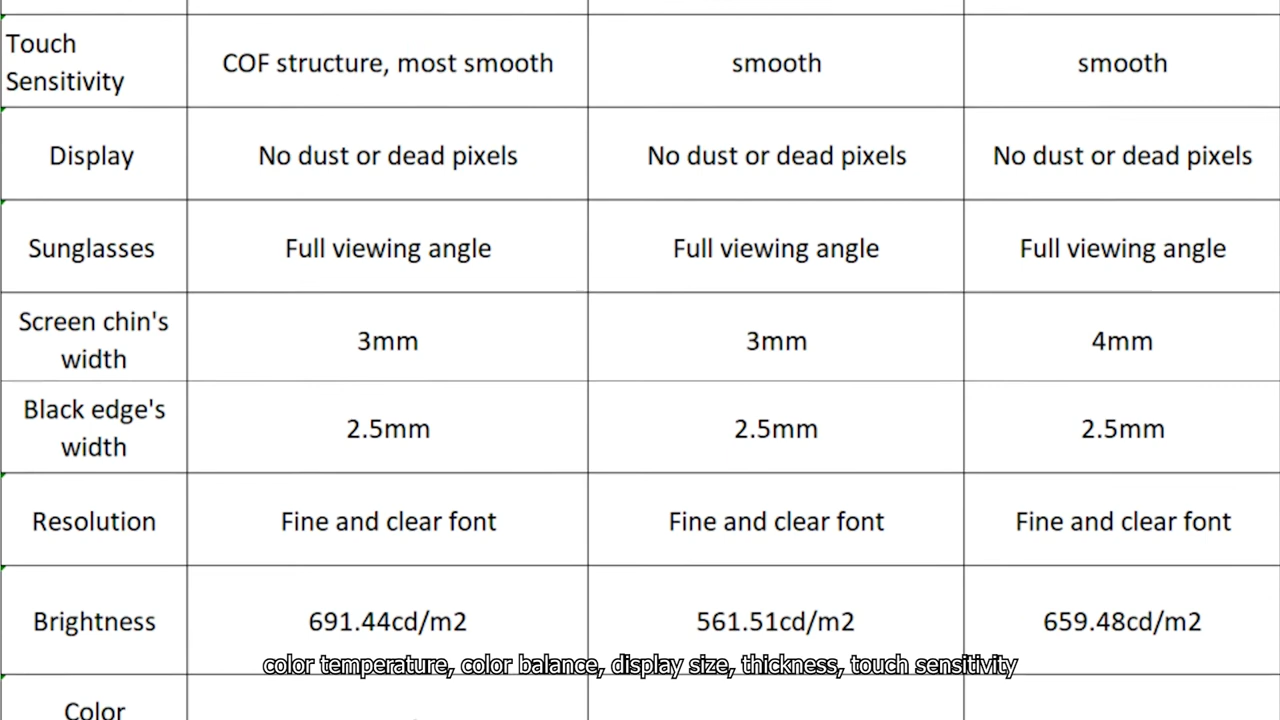 Touch
Sensitivity
COF structure, most smooth
smooth
smooth
Display
No dust or dead pixels
No dust or dead pixels
No dust or dead pixels
Sunglasses
Full viewing angle
Full viewing angle
Full viewing angle
Screen chin's
width
3mm
3mm
4mm
Black edge's
width
2.5mm
2.5mm
2.5mm
Resolution
Fine and clear font
Fine and clear font
Fine and clear font
Brightness
691.44cd/m2
561.51cd/m2
659.48cd/m2
color temperature, color balance, display size, thickness, touch sensitivity
Color